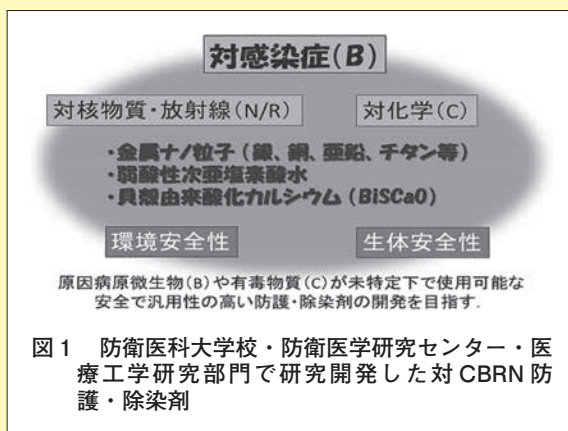 対感染症(B)
対核物質・放射線(N/R) 対化学(C)
・金属ナノ粒子（銀、銅、亜鉛、チタン等）
・弱酸性次亜塩素酸水
・貝殻由来酸化カルシウム（BiSCaO）
環境安全性 生体安全性
原因病原微生物(B)や有毒物質(C)が未特定下で使用可能な
安全で汎用性の高い防護・除染剤の開発を目指す.
図1　防衛医科大学校・防衛医学研究センター・医
療工学研究部門で研究開発した対 CBRN 防
護・除染剤